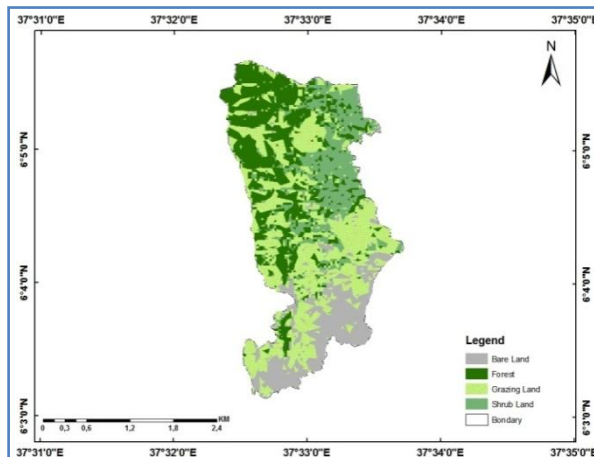 37°31'0"E 37°32'0"E 37°33'0"E 37°34'0"E 37°35'0"E
N
6°5'0"N 6°5'0"N
6°4'0"N 6°4'0"N
Legend
Bare Land
Forest
Grazing Land
Shrub Land
Bondary
KM
0 0,3 0,6 1,2 1,8 2,4
6°3'0"N 6°3'0"N
37°31'0"E 37°32'0"E 37°33'0"E 37°34'0"E 37°35'0"E